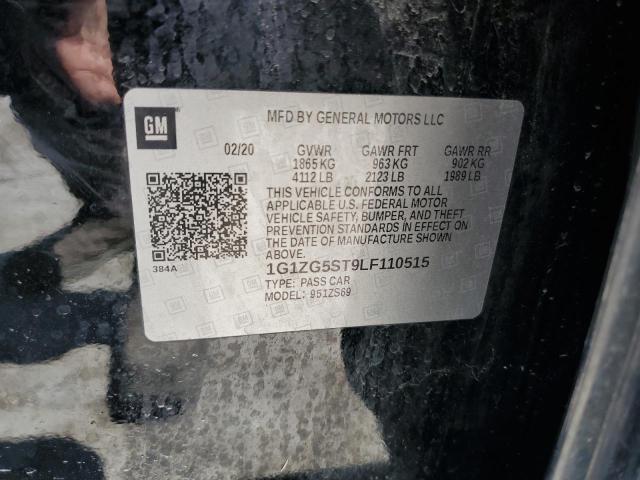 GM
MFD BY GENERAL MOTORS LLC
02/20 GVWR GAWR FRT GAWR RR
1865 KG 963 KG 902 KG
4112 LB 2123 LB 1989 LB
THIS VEHICLE CONFORMS TO ALL
APPLICABLE U.S. FEDERAL MOTOR
VEHICLE SAFETY, BUMPER, AND THEFT
PREVENTION STANDARDS IN EFFECT ON
THE DATE OF MANUFACTURE SHOWN
ABOVE.
384A
1G1ZG5ST9LF110515
TYPE: PASS CAR
MODEL: 951ZS69